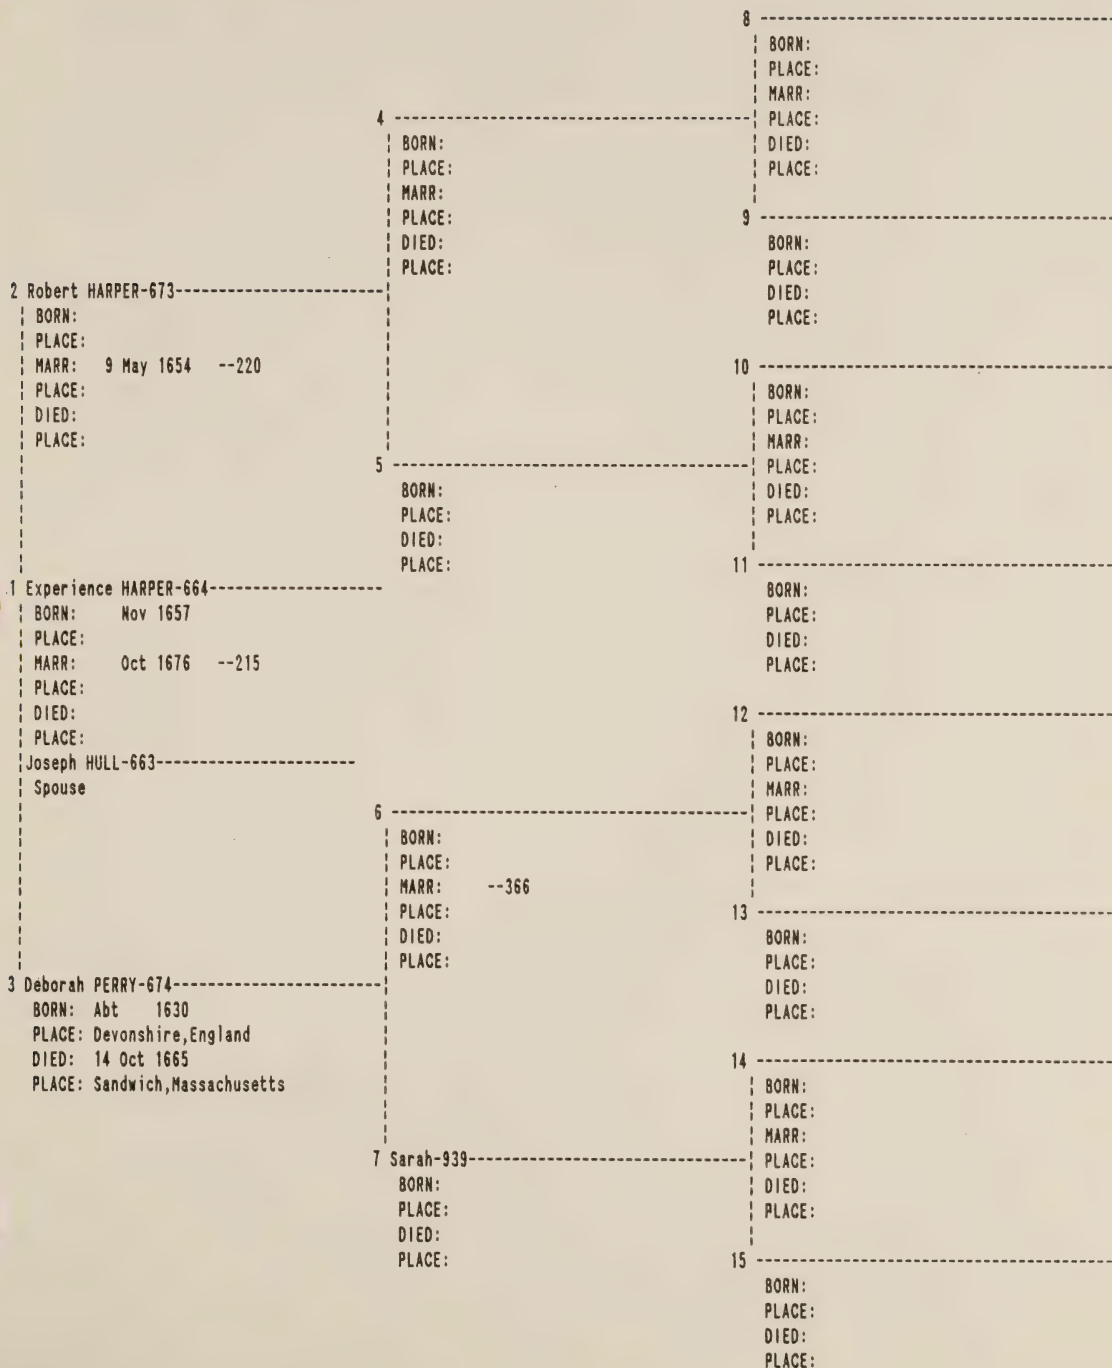 8
BORN:
PLACE:
MARR:
PLACE:
DIED:
PLACE:
4
BORN:
PLACE:
MARR:
PLACE:
DIED:
PLACE:
9
BORN:
PLACE:
DIED:
PLACE:
2 Robert HARPER-673
BORN:
PLACE:
MARR: 9 May 1654 --220
PLACE:
DIED:
PLACE:
10
BORN:
PLACE:
MARR:
PLACE:
DIED:
PLACE:
5
BORN:
PLACE:
DIED:
PLACE:
11
BORN:
PLACE:
DIED:
PLACE:
1 Experience HARPER-664
BORN: Nov 1657
PLACE:
MARR: Oct 1676 --215
PLACE:
DIED:
PLACE:
Joseph HULL-663
Spouse
12
BORN:
PLACE:
MARR:
PLACE:
DIED:
PLACE:
6
BORN:
PLACE:
MARR: --366
PLACE:
DIED:
PLACE:
13
BORN:
PLACE:
DIED:
PLACE:
3 Deborah PERRY-674
BORN: Abt 1630
PLACE: Devonshire,England
DIED: 14 Oct 1665
PLACE: Sandwich,Massachusetts
14
BORN:
PLACE:
MARR:
PLACE:
DIED:
PLACE:
7 Sarah-939
BORN:
PLACE:
DIED:
PLACE:
15
BORN:
PLACE:
DIED:
PLACE: